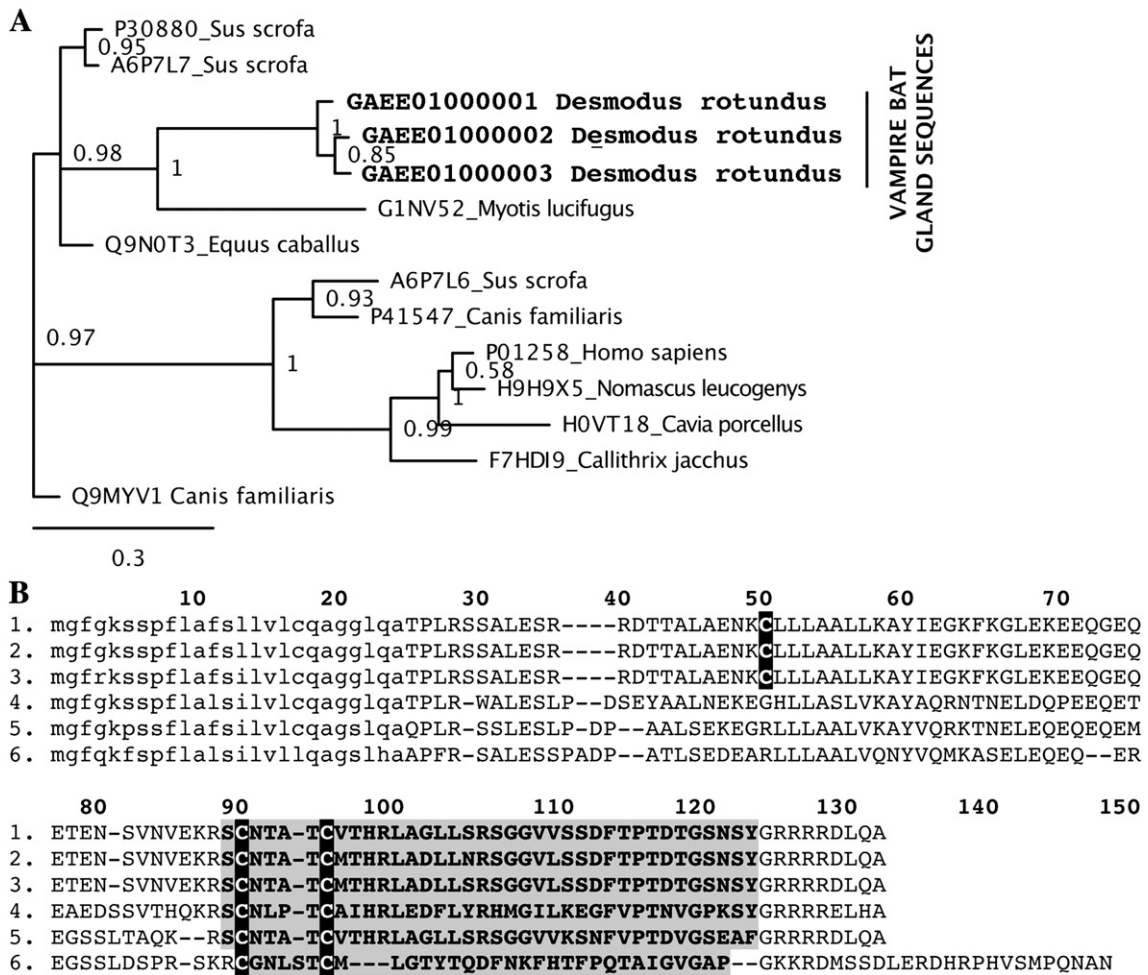 A
P30880_Sus scrofa
0.95
A6P7L7_Sus scrofa
GAEE01000001 Desmodus rotundus
1
GAEE01000002 Desmodus rotundus
0.98
0.85
1
GAEE01000003 Desmodus rotundus
VAMPIRE BAT
GLAND SEQUENCES
G1NV52_Myotis lucifugus
Q9N0T3_Equus caballus
A6P7L6_Sus scrofa
0.93
P41547_Canis familiaris
0.97
1
P01258_Homo sapiens
0.58
H9H9X5_Nomascus leucogenys
1
H0VT18_Cavia porcellus
0.99
F7HDI9_Callithrix jacchus
Q9MYV1 Canis familiaris
0.3
B
10 20 30 40 50 60 70
1. mgfgksspflafsllvlcqagglqaTPLRSSALESR----RDTTALAENKCLLLAALLKAYIEGKFKGLEKEEQGEQ
2. mgfgksspflafsilvlcqagglqaTPLRSSALESR----RDTTALAENKCLLLAALLKAYIEGKFKGLEKEEQGEQ
3. mgfrksspflafsilvlcqagglqaTPLRSSALESR----RDTTALAENKCLLLAALLKAYIEGKFKGLEKEEQGEQ
4. mgfgksspflalsilvlcqagslqaTPLR-WALESLP--DSEYAALNEKEGHLLASLVKAYAQRNTNELDQPEEQET
5. mgfgkpssflafsilvlcqagslqaQPLR-SSLESLP-DP--AALSEKEGRLLLAALVKAYVQRKTNELEQEQEQEM
6. mgfqkfspflalsilvllqagslhaAPFR-SALESSPADP--ATLSEDEARLLLAALVQNYVQMKASELEQEQ--ER
80 90 100 110 120 130 140 150
1. ETEN-SVNVEKRSCNTA-TCVTHRLAGLLSRSGGVVSSDFTPTDTGSNSYGRRRRDLQA
2. ETEN-SVNVEKRSCNTA-TCMTHRLADLLNRSGGVLSSDFTPTDTGSNSYGRRRRDLQA
3. ETEN-SVNVEKRSCNTA-TCMTHRLADLLSRSGGVLSSDFTPTDTGSNSYGRRRRDLQA
4. EAEDSSVTHQKRSCNLP-TCAIHRLEDFLYRHMGILKEGFVPTNVGPKSYGRRRRELHA
5. EGSSLTAQK--RSCNTA-TCVTHRLAGLLSRSGGVVKSNFVPTDVGSEAFGRRRRDLQA
6. EGSSLDSPR-SKRCGNLSTCM---LGTYTQDFNKFHTFPQTAIGVGAP--GKKRDMSSDLERDHRPHVSMPQNAN